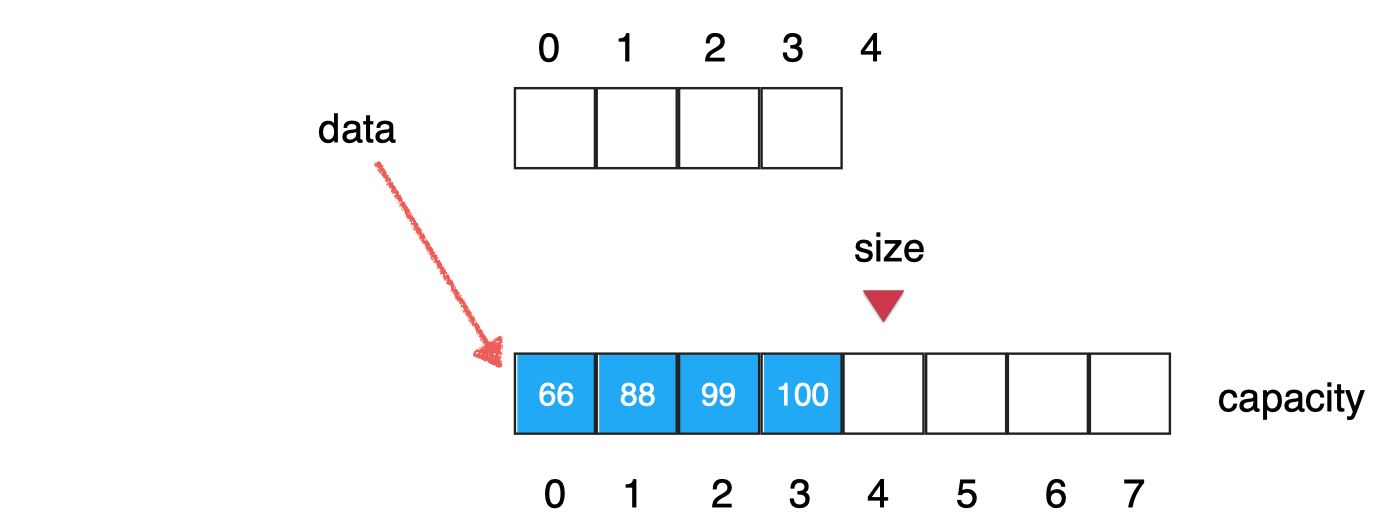 0 1 2 3 4
data
size
66 88 99 100
capacity
0 1 2 3 4 5 6 7